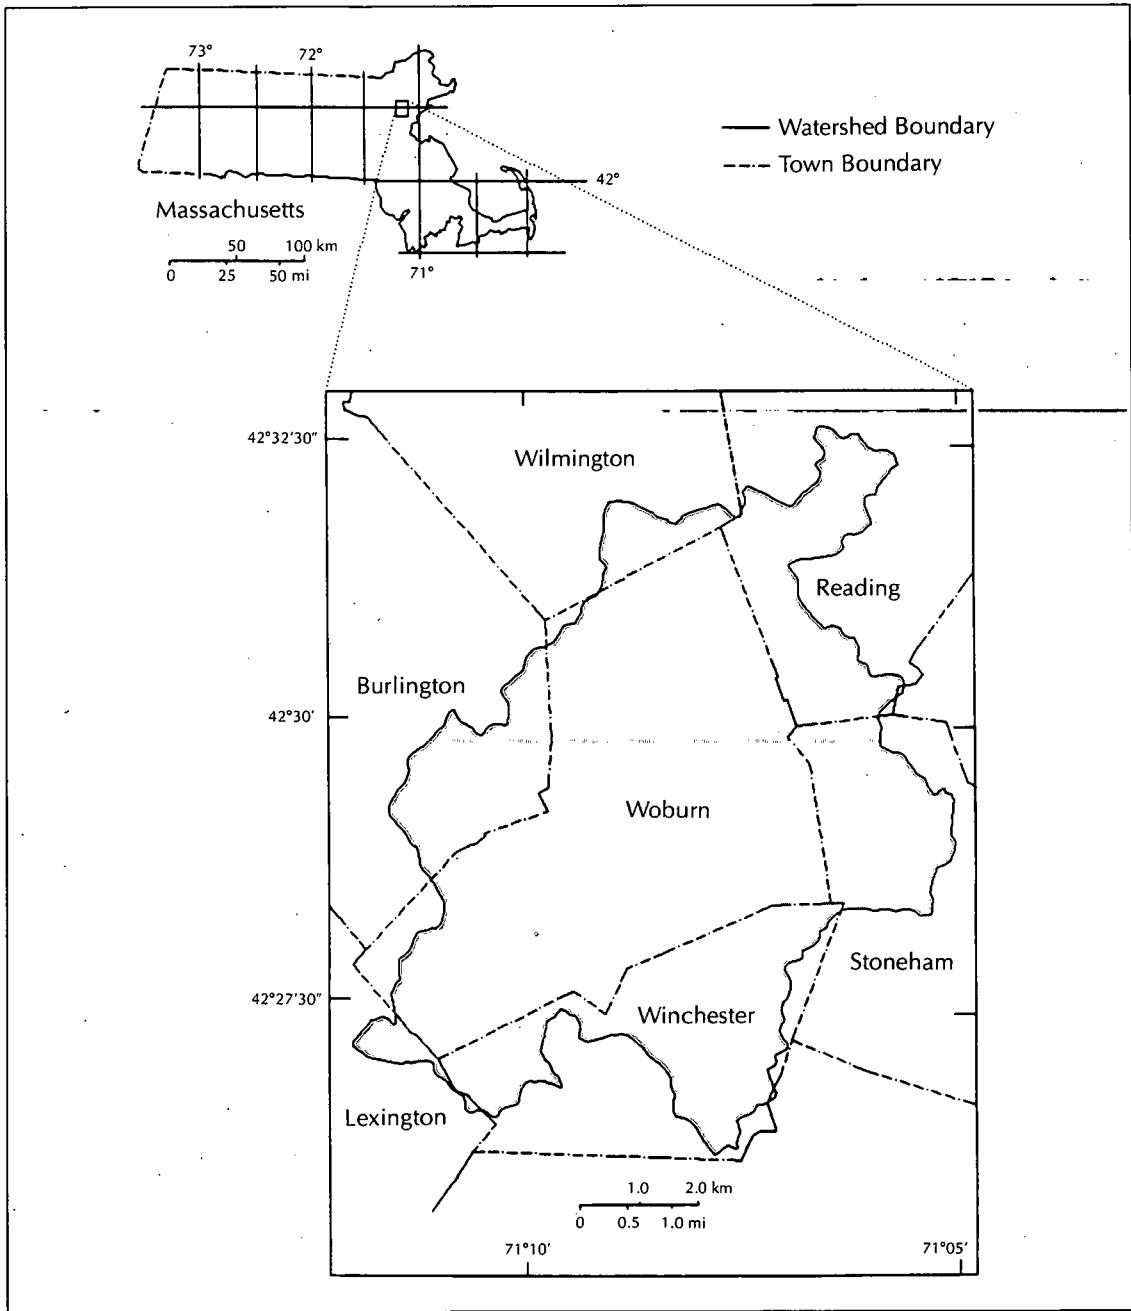 73° 72°
Watershed Boundary
Town Boundary
42°
Massachusetts
50 100 km
0 25 50 mi
71°
42°32'30"
Wilmington
Reading
Burlington
42°30'
Woburn
Stoneham
42°27'30"
Winchester
Lexington
1.0 2.0 km
0 0.5 1.0 mi
71°10' 71°05'